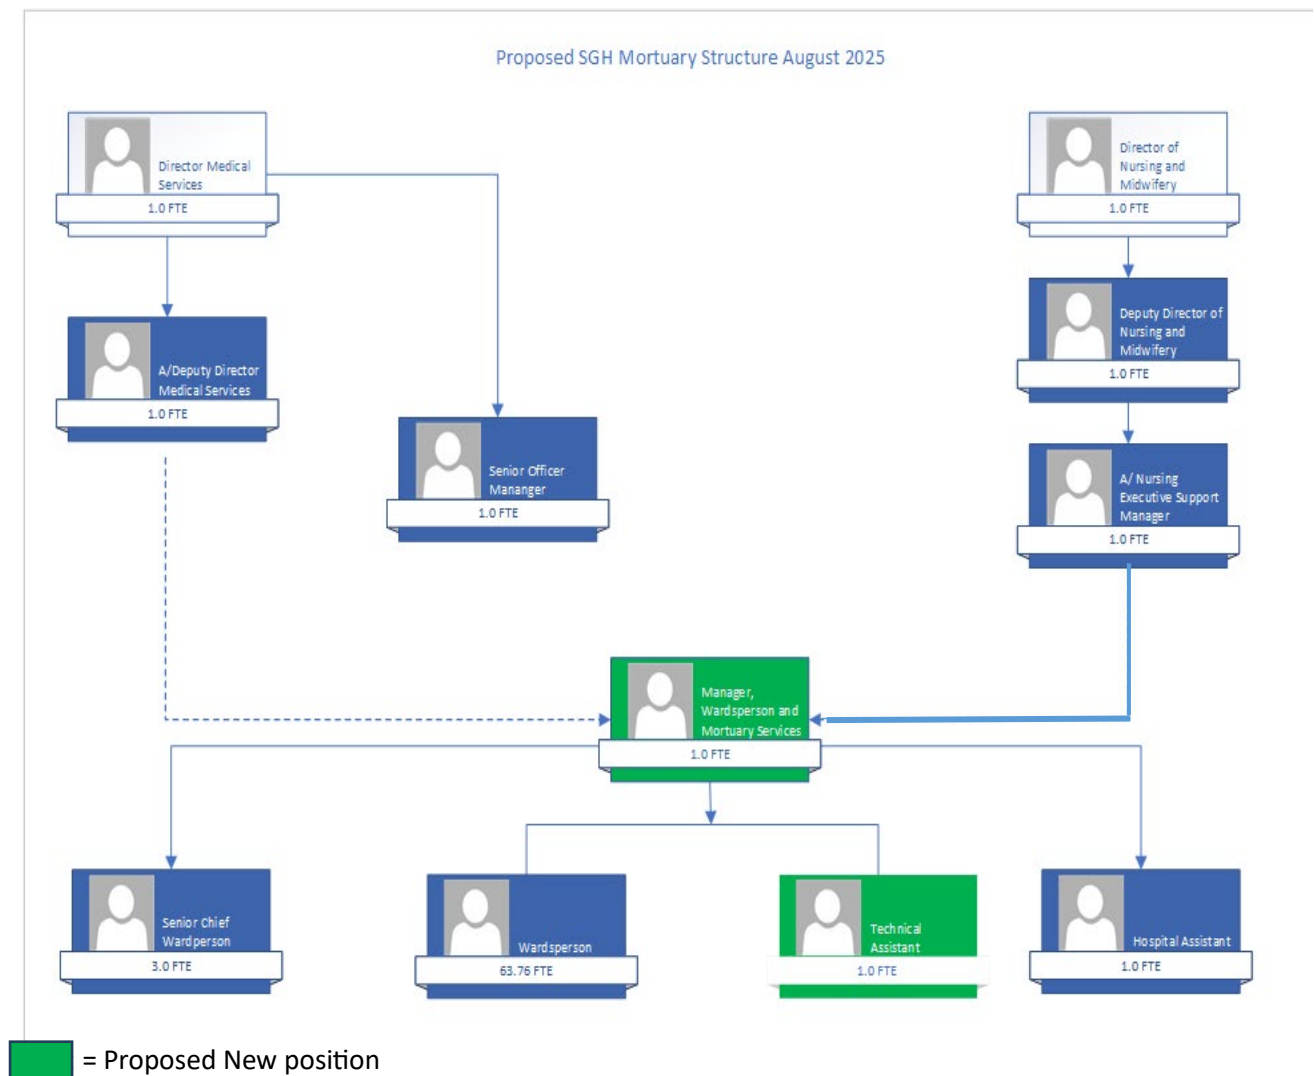 Proposed SGH Mortuary Structure August 2025
Director Medical
Services
1.0 FTE
Director of
Nursing and
Midwifery
1.0 FTE
A/Deputy Director
Medical Services
1.0 FTE
Deputy Director of
Nursing and
Midwifery
1.0 FTE
Senior Officer
Mananger
1.0 FTE
A/ Nursing
Executive Support
Manager
1.0 FTE
Manager,
Wardsperson and
Mortuary Services
1.0 FTE
Senior Chief
Wardperson
3.0 FTE
Wardsperson
63.76 FTE
Technical
Assistant
1.0 FTE
Hospital Assistant
1.0 FTE
= Proposed New position